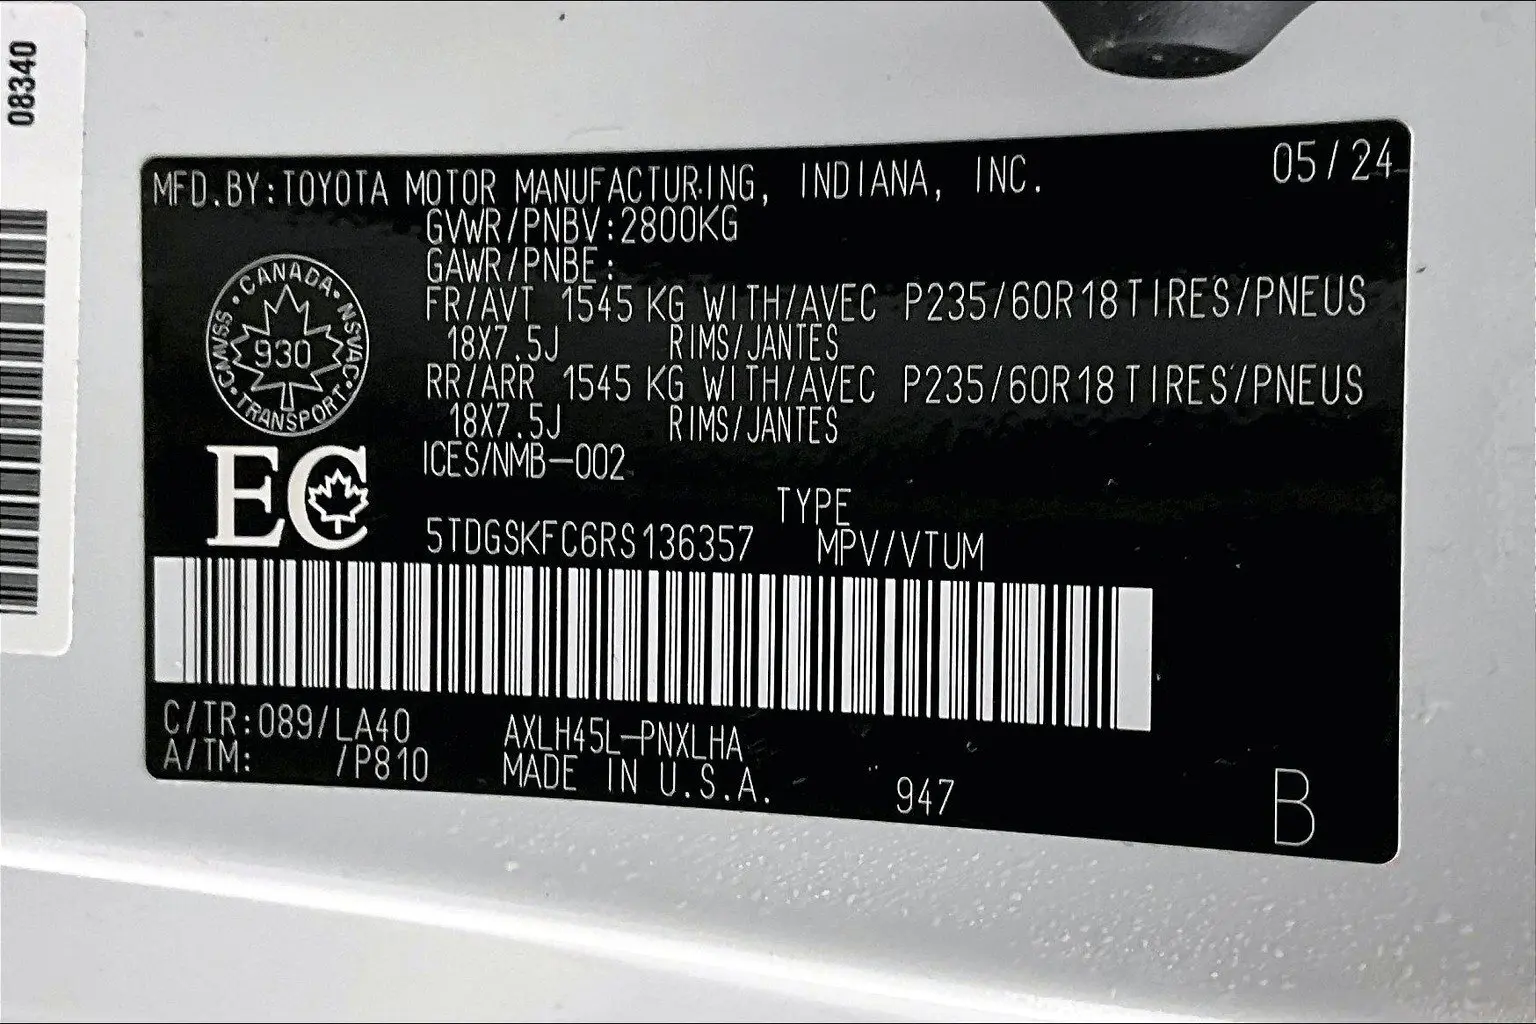 08340
MFD.BY:TOYOTA MOTOR MANUFACTURING, INDIANA, INC. 05/24
GVWR/PNBV:2800KG
GAWR/PNBE:
FR/AVT 1545 KG WITH/AVEC P235/60R18 TIRES/PNEUS
18X7.5J RIMS/JANTES
RR/ARR 1545 KG WITH/AVEC P235/60R18 TIRES/PNEUS
18X7.5J RIMS/JANTES
ICES/NMB-002
CANADA · NSVAC · TRANSPORT · CMVSS
930
EC
TYPE
5TDGSKFC6RS136357 MPV/VTUM
C/TR:089/LA40 AXLH45L-PNXLHA
A/TM: /P810 MADE IN U.S.A. 947 B